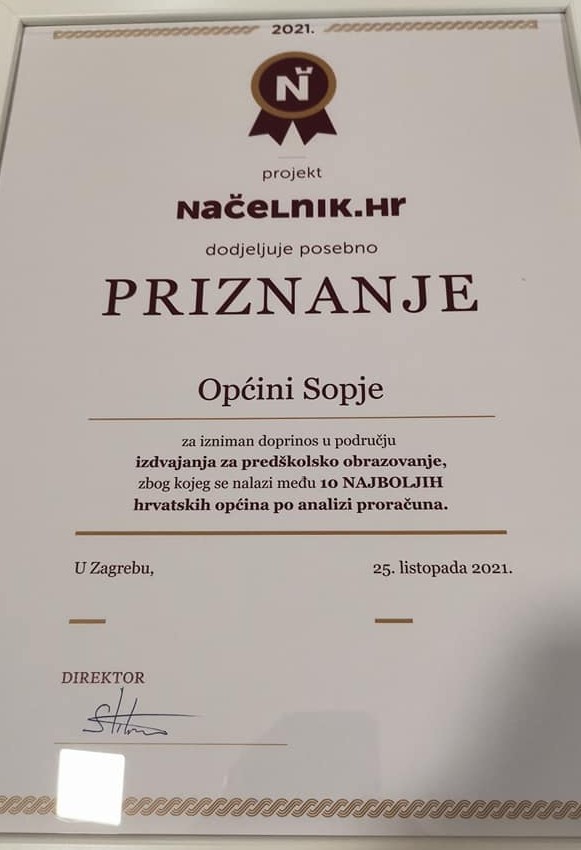 2021.
Ň
projekt
NačeLNIK.Hr
dodjeljuje posebno
PRIZNANJE
Općini Sopje
za izniman doprinos u području
izdvajanja za predškolsko obrazovanje,
zbog kojeg se nalazi među 10 NAJBOLJIH
hrvatskih općina po analizi proračuna.
U Zagrebu,
25. listopada 2021.
DIREKTOR